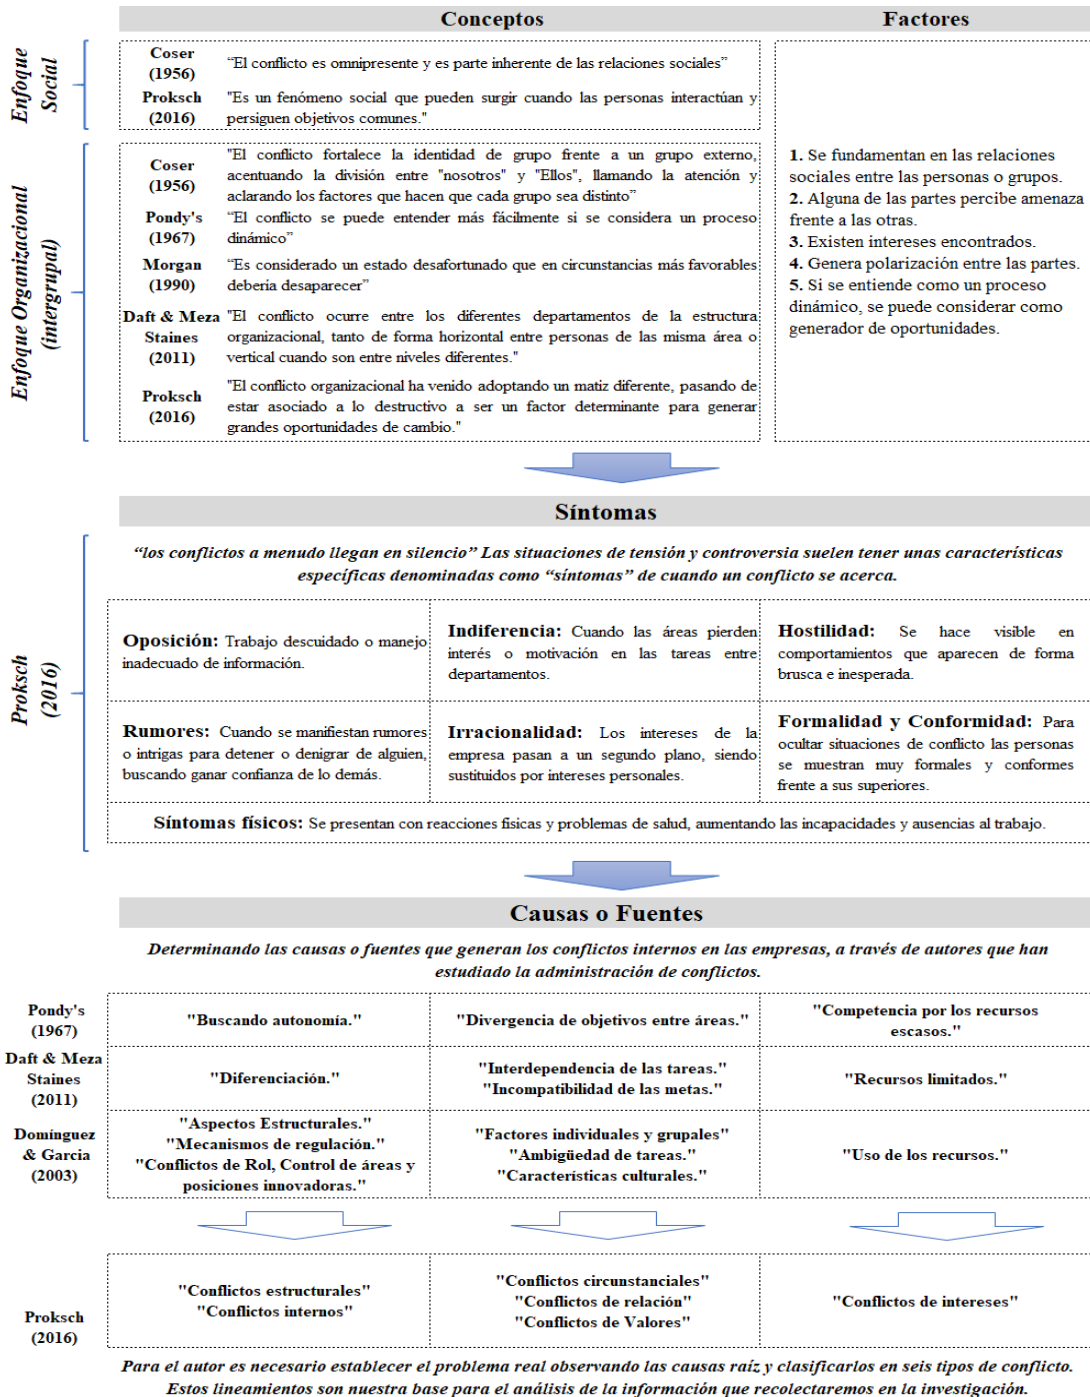 Conceptos
Factores
Enfoque
Social
Coser
(1956)
“El conflicto es omnipresente y es parte inherente de las relaciones sociales”
Proksch
(2016)
"Es un fenómeno social que pueden surgir cuando las personas interactúan y
persiguen objetivos comunes."
Enfoque Organizacional
(intergrupal)
Coser
(1956)
"El conflicto fortalece la identidad de grupo frente a un grupo externo,
acentuando la división entre "nosotros" y "Ellos", llamando la atención y
aclarando los factores que hacen que cada grupo sea distinto”
Pondy's
(1967)
“El conflicto se puede entender más fácilmente si se considera un proceso
dinámico”
Morgan
(1990)
“Es considerado un estado desafortunado que en circunstancias más favorables
debería desaparecer”
Daft & Meza
Staines
(2011)
"El conflicto ocurre entre los diferentes departamentos de la estructura
organizacional, tanto de forma horizontal entre personas de las misma área o
vertical cuando son entre niveles diferentes."
Proksch
(2016)
"El conflicto organizacional ha venido adoptando un matiz diferente, pasando de
estar asociado a lo destructivo a ser un factor determinante para generar
grandes oportunidades de cambio."
1. Se fundamentan en las relaciones
sociales entre las personas o grupos.
2. Alguna de las partes percibe amenaza
frente a las otras.
3. Existen intereses encontrados.
4. Genera polarización entre las partes.
5. Si se entiende como un proceso
dinámico, se puede considerar como
generador de oportunidades.
Síntomas
Proksch
(2016)
“los conflictos a menudo llegan en silencio” Las situaciones de tensión y controversia suelen tener unas características
específicas denominadas como “síntomas” de cuando un conflicto se acerca.
Oposición: Trabajo descuidado o manejo
inadecuado de información.
Indiferencia: Cuando las áreas pierden
interés o motivación en las tareas entre
departamentos.
Hostilidad: Se hace visible en
comportamientos que aparecen de forma
brusca e inesperada.
Rumores: Cuando se manifiestan rumores
o intrigas para detener o denigrar de alguien,
buscando ganar confianza de lo demás.
Irracionalidad: Los intereses de la
empresa pasan a un segundo plano, siendo
sustituidos por intereses personales.
Formalidad y Conformidad: Para
ocultar situaciones de conflicto las personas
se muestran muy formales y conformes
frente a sus superiores.
Síntomas físicos: Se presentan con reacciones físicas y problemas de salud, aumentando las incapacidades y ausencias al trabajo.
Causas o Fuentes
Determinando las causas o fuentes que generan los conflictos internos en las empresas, a través de autores que han
estudiado la administración de conflictos.
Pondy's
(1967)
"Buscando autonomía."
"Divergencia de objetivos entre áreas."
"Competencia por los recursos
escasos."
Daft & Meza
Staines
(2011)
"Diferenciación."
"Interdependencia de las tareas."
"Incompatibilidad de las metas."
"Recursos limitados."
Domínguez
& Garcia
(2003)
"Aspectos Estructurales."
"Mecanismos de regulación."
"Conflictos de Rol, Control de áreas y
posiciones innovadoras."
"Factores individuales y grupales"
"Ambigüedad de tareas."
"Características culturales."
"Uso de los recursos."
Proksch
(2016)
"Conflictos estructurales"
"Conflictos internos"
"Conflictos circunstanciales"
"Conflictos de relación"
"Conflictos de Valores"
"Conflictos de intereses"
Para el autor es necesario establecer el problema real observando las causas raíz y clasificarlos en seis tipos de conflicto.
Estos lineamientos son nuestra base para el análisis de la información que recolectaremos en la investigación.